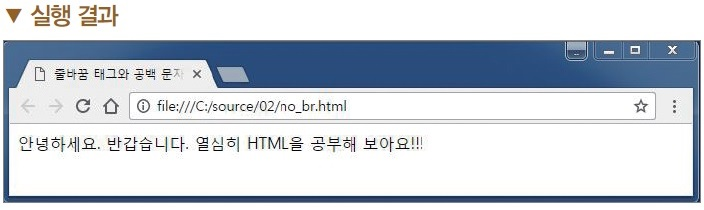 ▼ 실행 결과
줄바꿈 태그와 공백 문자
file:///C:/source/02/no_br.html
안녕하세요. 반갑습니다. 열심히 HTML을 공부해 보아요!!!